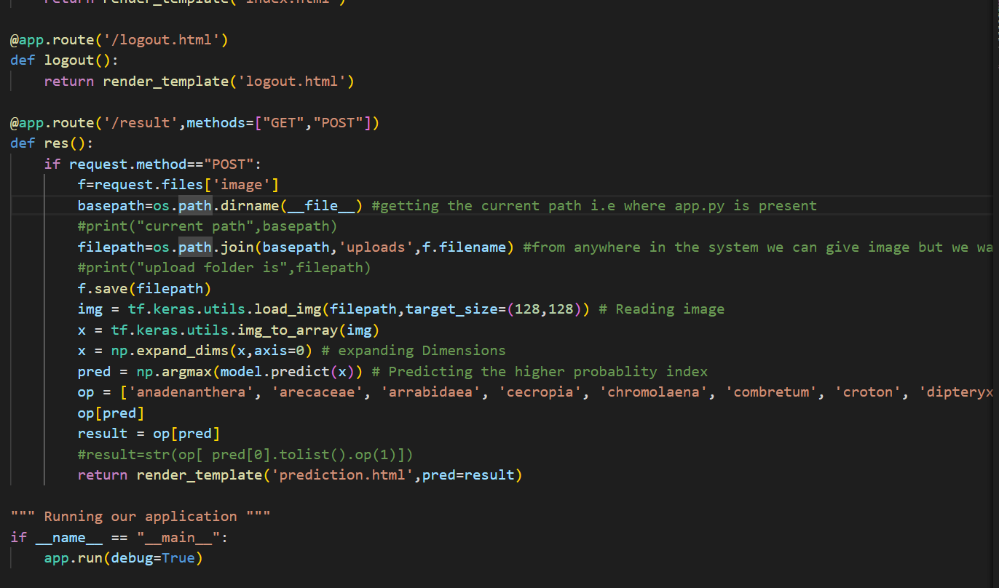 return render_template('index.html')
@app.route('/logout.html')
def logout():
    return render_template('logout.html')
@app.route('/result',methods=["GET","POST"])
def res():
    if request.method=="POST":
        f=request.files['image']
        basepath=os.path.dirname(__file__) #getting the current path i.e where app.py is present
        #print("current path",basepath)
        filepath=os.path.join(basepath,'uploads',f.filename) #from anywhere in the system we can give image but we wa
        #print("upload folder is",filepath)
        f.save(filepath)
        img = tf.keras.utils.load_img(filepath,target_size=(128,128)) # Reading image
        x = tf.keras.utils.img_to_array(img)
        x = np.expand_dims(x,axis=0) # expanding Dimensions
        pred = np.argmax(model.predict(x)) # Predicting the higher probablity index
        op = ['anadenanthera', 'arecaceae', 'arrabidaea', 'cecropia', 'chromolaena', 'combretum', 'croton', 'dipteryx
        op[pred]
        result = op[pred]
        #result=str(op[ pred[0].tolist().op(1)])
        return render_template('prediction.html',pred=result)
""" Running our application """
if __name__ == "__main__":
    app.run(debug=True)